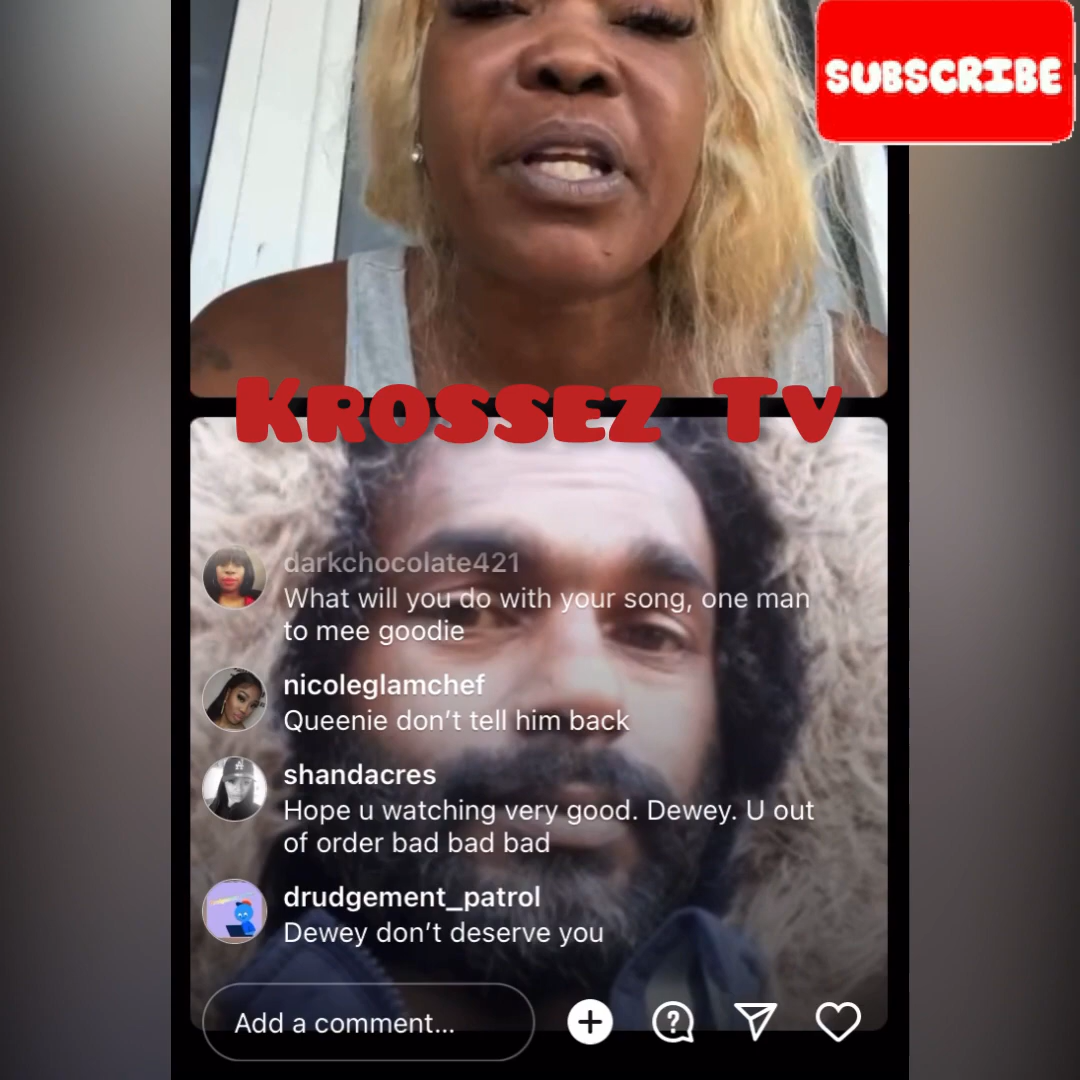 SUBSCRIBE
KROSSEZ TV
darkchocolate421
What will you do with your song, one man
to mee goodie
nicoleglamchef
Queenie don’t tell him back
shandacres
Hope u watching very good. Dewey. U out
of order bad bad bad
drudgement_patrol
Dewey don’t deserve you
Add a comment...